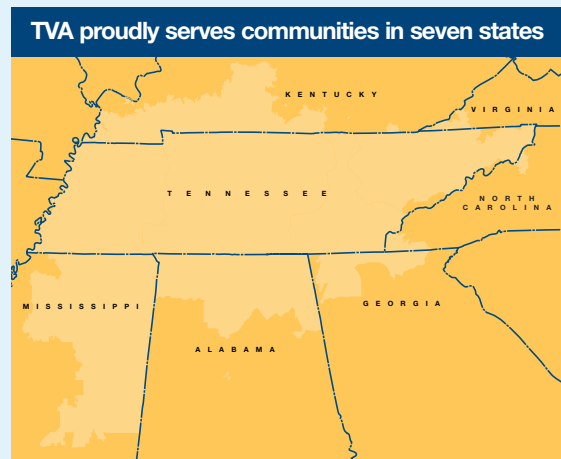 TVA proudly serves communities in seven states
KENTUCKY
VIRGINIA
TENNESSEE
NORTH
CAROLINA
MISSISSIPPI
GEORGIA
ALABAMA